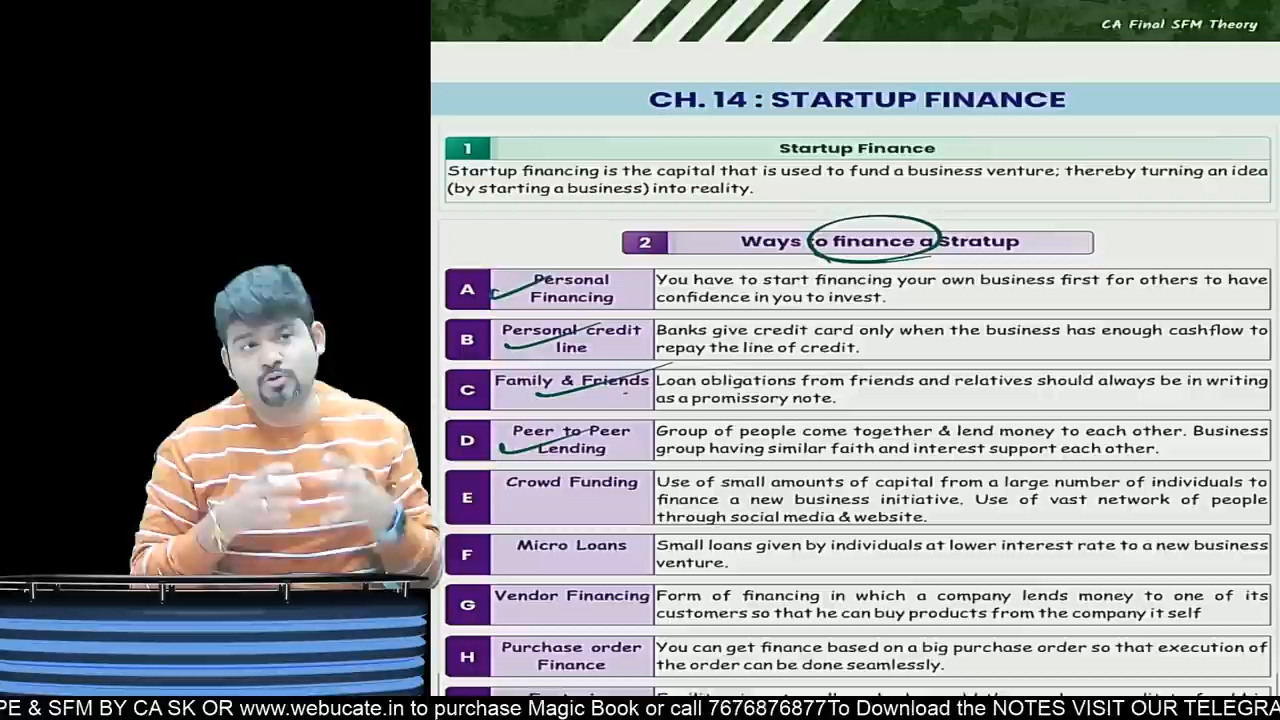 CA Final SFM Theory
CH. 14 : STARTUP FINANCE
1 Startup Finance
Startup financing is the capital that is used to fund a business venture; thereby turning an idea
(by starting a business) into reality.
2 Ways to finance a Stratup
A Personal Financing
You have to start financing your own business first for others to have
confidence in you to invest.
B Personal credit line
Banks give credit card only when the business has enough cashflow to
repay the line of credit.
C Family & Friends
Loan obligations from friends and relatives should always be in writing
as a promissory note.
D Peer to Peer Lending
Group of people come together & lend money to each other. Business
group having similar faith and interest support each other.
E Crowd Funding
Use of small amounts of capital from a large number of individuals to
finance a new business initiative. Use of vast network of people
through social media & website.
F Micro Loans
Small loans given by individuals at lower interest rate to a new business
venture.
G Vendor Financing
Form of financing in which a company lends money to one of its
customers so that he can buy products from the company it self
H Purchase order Finance
You can get finance based on a big purchase order so that execution of
the order can be done seamlessly.
PE & SFM BY CA SK OR www.webucate.in to purchase Magic Book or call 7676876877To Download the NOTES VISIT OUR TELEGRA